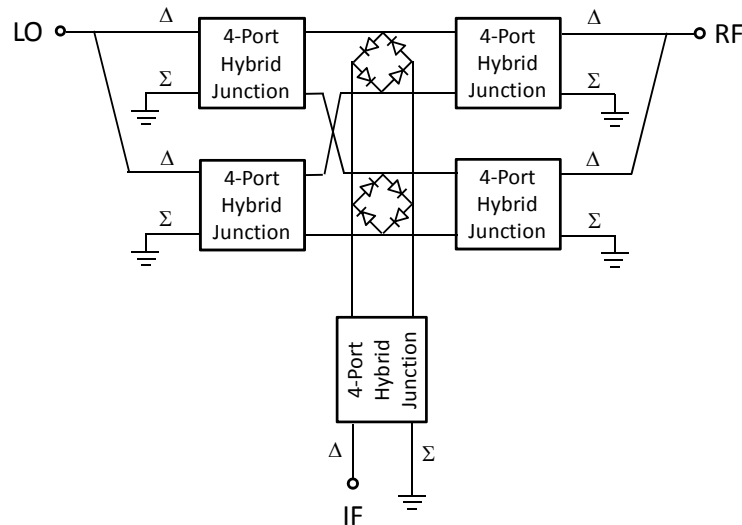 LO
Δ
4-Port
Hybrid
Junction
Σ
4-Port
Hybrid
Junction
Δ
RF
Σ
Δ
4-Port
Hybrid
Junction
Σ
4-Port
Hybrid
Junction
Δ
Σ
4-Port
Hybrid
Junction
Δ
Σ
IF